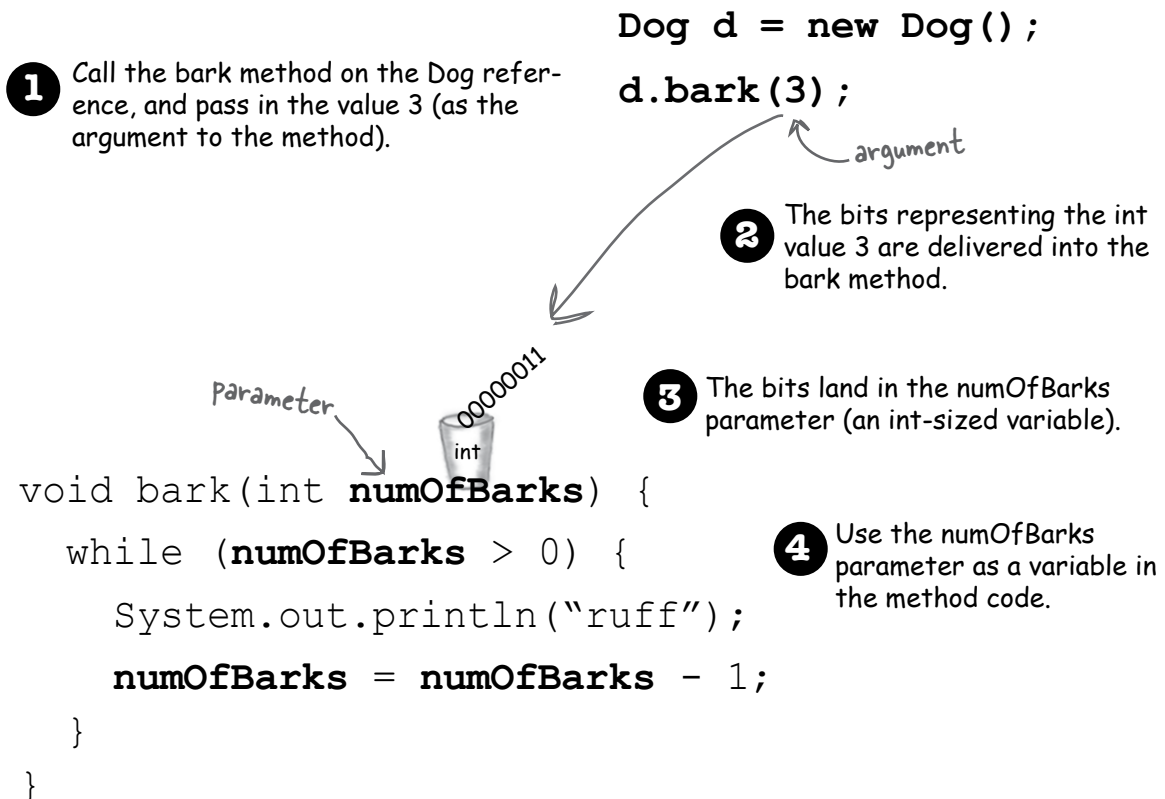 Dog d = new Dog();
1 Call the bark method on the Dog refer-
ence, and pass in the value 3 (as the
argument to the method).
d.bark(3);
argument
2 The bits representing the int
value 3 are delivered into the
bark method.
00000011
parameter
int
3 The bits land in the numOfBarks
parameter (an int-sized variable).
void bark(int numOfBarks) {
while (numOfBarks > 0) {
4 Use the numOfBarks
parameter as a variable in
the method code.
System.out.println(“ruff”);
numOfBarks = numOfBarks - 1;
}
}